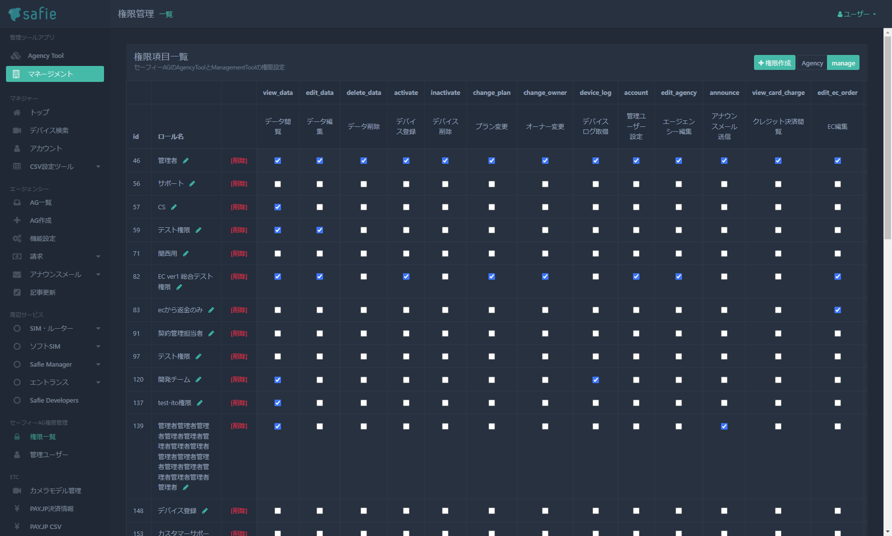 safie
権限管理 一覧
ユーザー
管理ツールアプリ
Agency Tool
マネージメント
マネジャー
トップ
デバイス検索
アカウント
CSV設定ツール
エージェンシー
AG一覧
AG作成
機能設定
請求
アナウンスメール
記事更新
周辺サービス
SIM・ルーター
ソフトSIM
Safie Manager
エントランス
Safie Developers
セーフィーAG権限管理
権限一覧
管理ユーザー
ETC
カメラモデル管理
PAYJP決済情報
PAYJP CSV
権限項目一覧
セーフィーAGのAgencyToolとManagementToolの権限設定
+権限作成 Agency manage
view_data edit_data delete_data activate inactivate change_plan change_owner device_log account edit_agency announce view_card_charge edit_ec_order
id ロール名 データ閲覧 データ編集 データ削除 デバイス登録 デバイス削除 プラン変更 オーナー変更 デバイスログ取得 管理ユーザー設定 エージェンシー編集 アナウンスメール送信 クレジット決済閲覧 EC編集
46 管理者 [削除]
56 サポート [削除]
57 CS [削除]
59 テスト権限 [削除]
71 関西用 [削除]
82 EC ver1 総合テスト [削除]
権限
83 ecから返金のみ [削除]
91 契約管理担当者 [削除]
97 テスト権限 [削除]
120 開発チーム [削除]
137 test-ito権限 [削除]
139 管理者管理者管理 [削除]
者管理者管理者管
理者管理者管理者
管理者管理者管理
者管理者管理者管
理者管理者管理者
管理者
148 デバイス登録 [削除]
153 カスタマーサポー [削除]